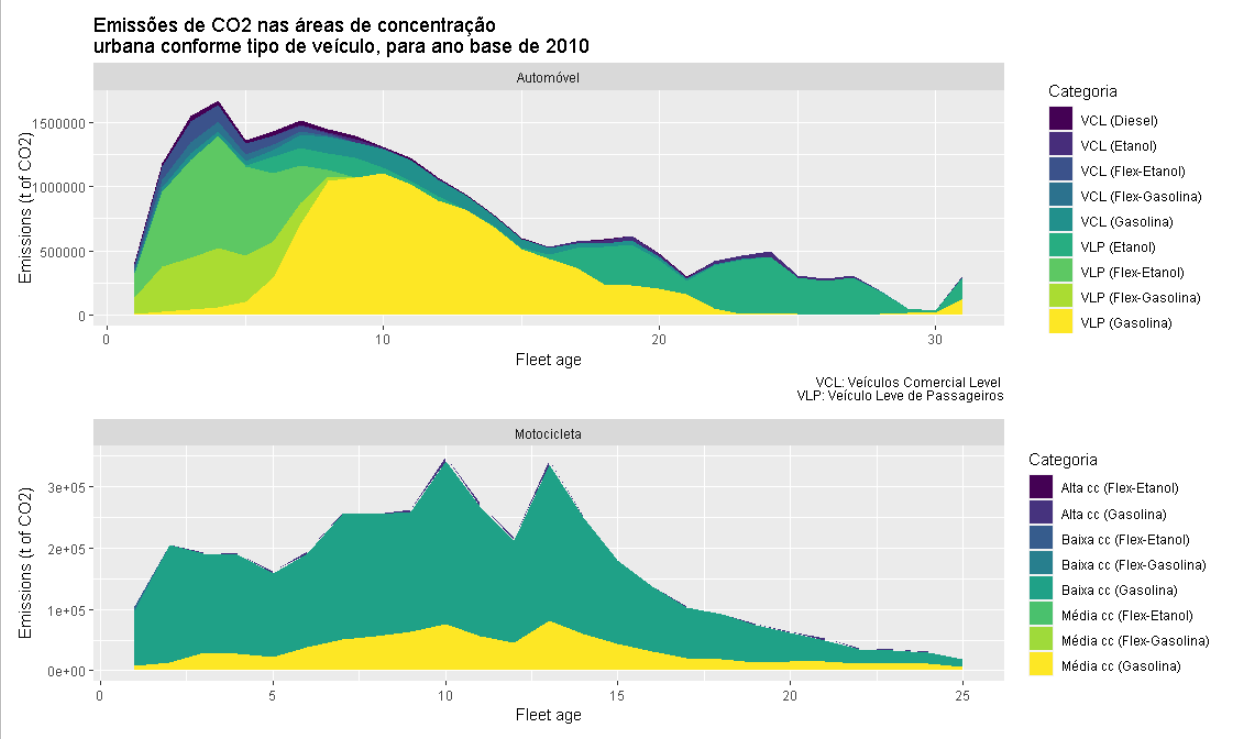 Emissões de CO2 nas áreas de concentração
urbana conforme tipo de veículo, para ano base de 2010
Automóvel
Emissions (t of CO2)
1500000
1000000
500000
0
0 10 20 30
Fleet age
Categoria
VCL (Diesel)
VCL (Etanol)
VCL (Flex-Etanol)
VCL (Flex-Gasolina)
VCL (Gasolina)
VLP (Etanol)
VLP (Flex-Etanol)
VLP (Flex-Gasolina)
VLP (Gasolina)
VCL: Veículos Comercial Level
VLP: Veículo Leve de Passageiros
Motocicleta
Emissions (t of CO2)
3e+05
2e+05
1e+05
0e+00
0 5 10 15 20 25
Fleet age
Categoria
Alta cc (Flex-Etanol)
Alta cc (Gasolina)
Baixa cc (Flex-Etanol)
Baixa cc (Flex-Gasolina)
Baixa cc (Gasolina)
Média cc (Flex-Etanol)
Média cc (Flex-Gasolina)
Média cc (Gasolina)